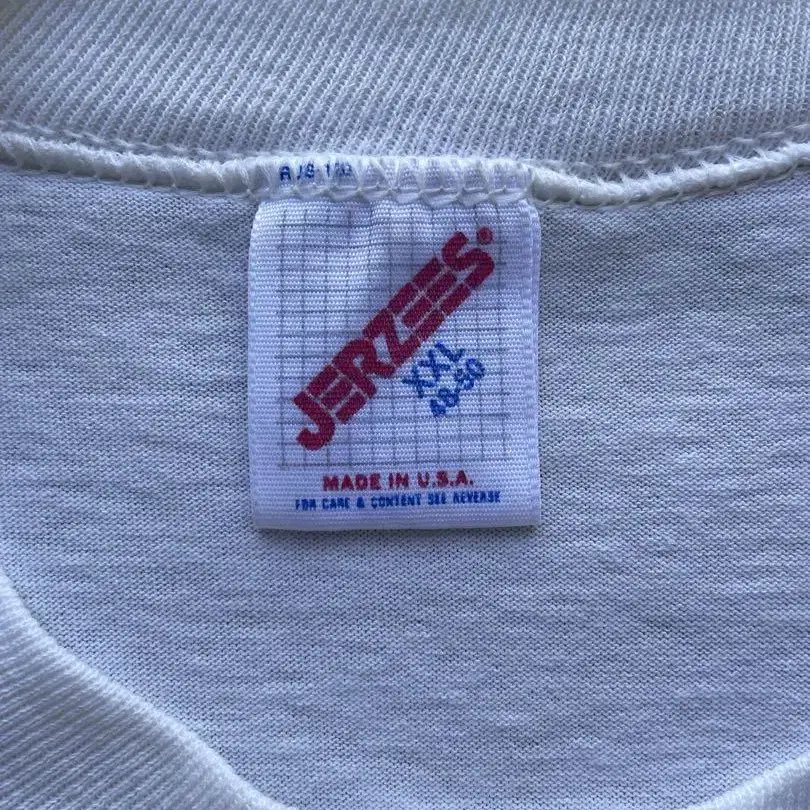 JERZEES®
XXL
48-50
MADE IN U.S.A.
FOR CARE & CONTENT SEE REVERSE